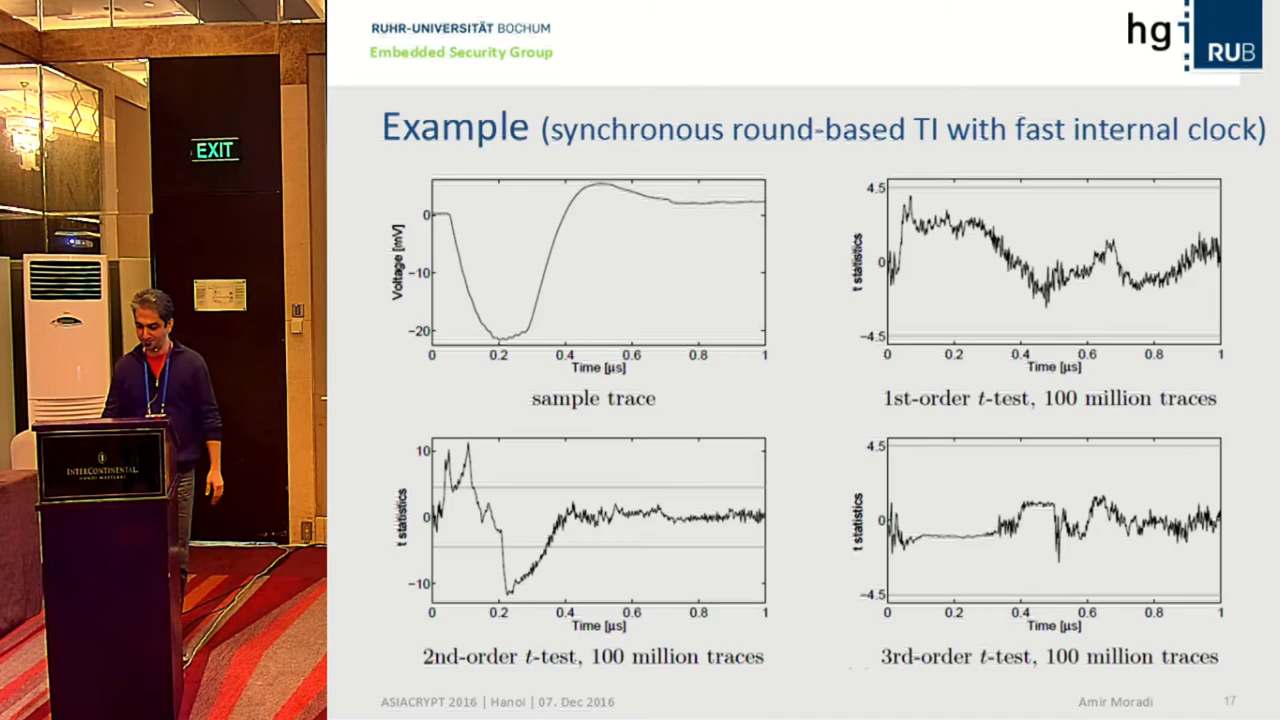 EXIT
INTERCONTINENTAL
RUHR-UNIVERSITÄT BOCHUM
Embedded Security Group
hgi
RUB
Example (synchronous round-based TI with fast internal clock)
Voltage [mV]
0
−10
−20
0 0.2 0.4 0.6 0.8 1
Time [µs]
sample trace
t statistics
4.5
0
−4.5
0 0.2 0.4 0.6 0.8 1
Time [µs]
1st-order t-test, 100 million traces
t statistics
10
0
−10
0 0.2 0.4 0.6 0.8 1
Time [µs]
2nd-order t-test, 100 million traces
t statistics
4.5
0
−4.5
0 0.2 0.4 0.6 0.8 1
Time [µs]
3rd-order t-test, 100 million traces
ASIACRYPT 2016 | Hanoi | 07. Dec 2016
Amir Moradi
17